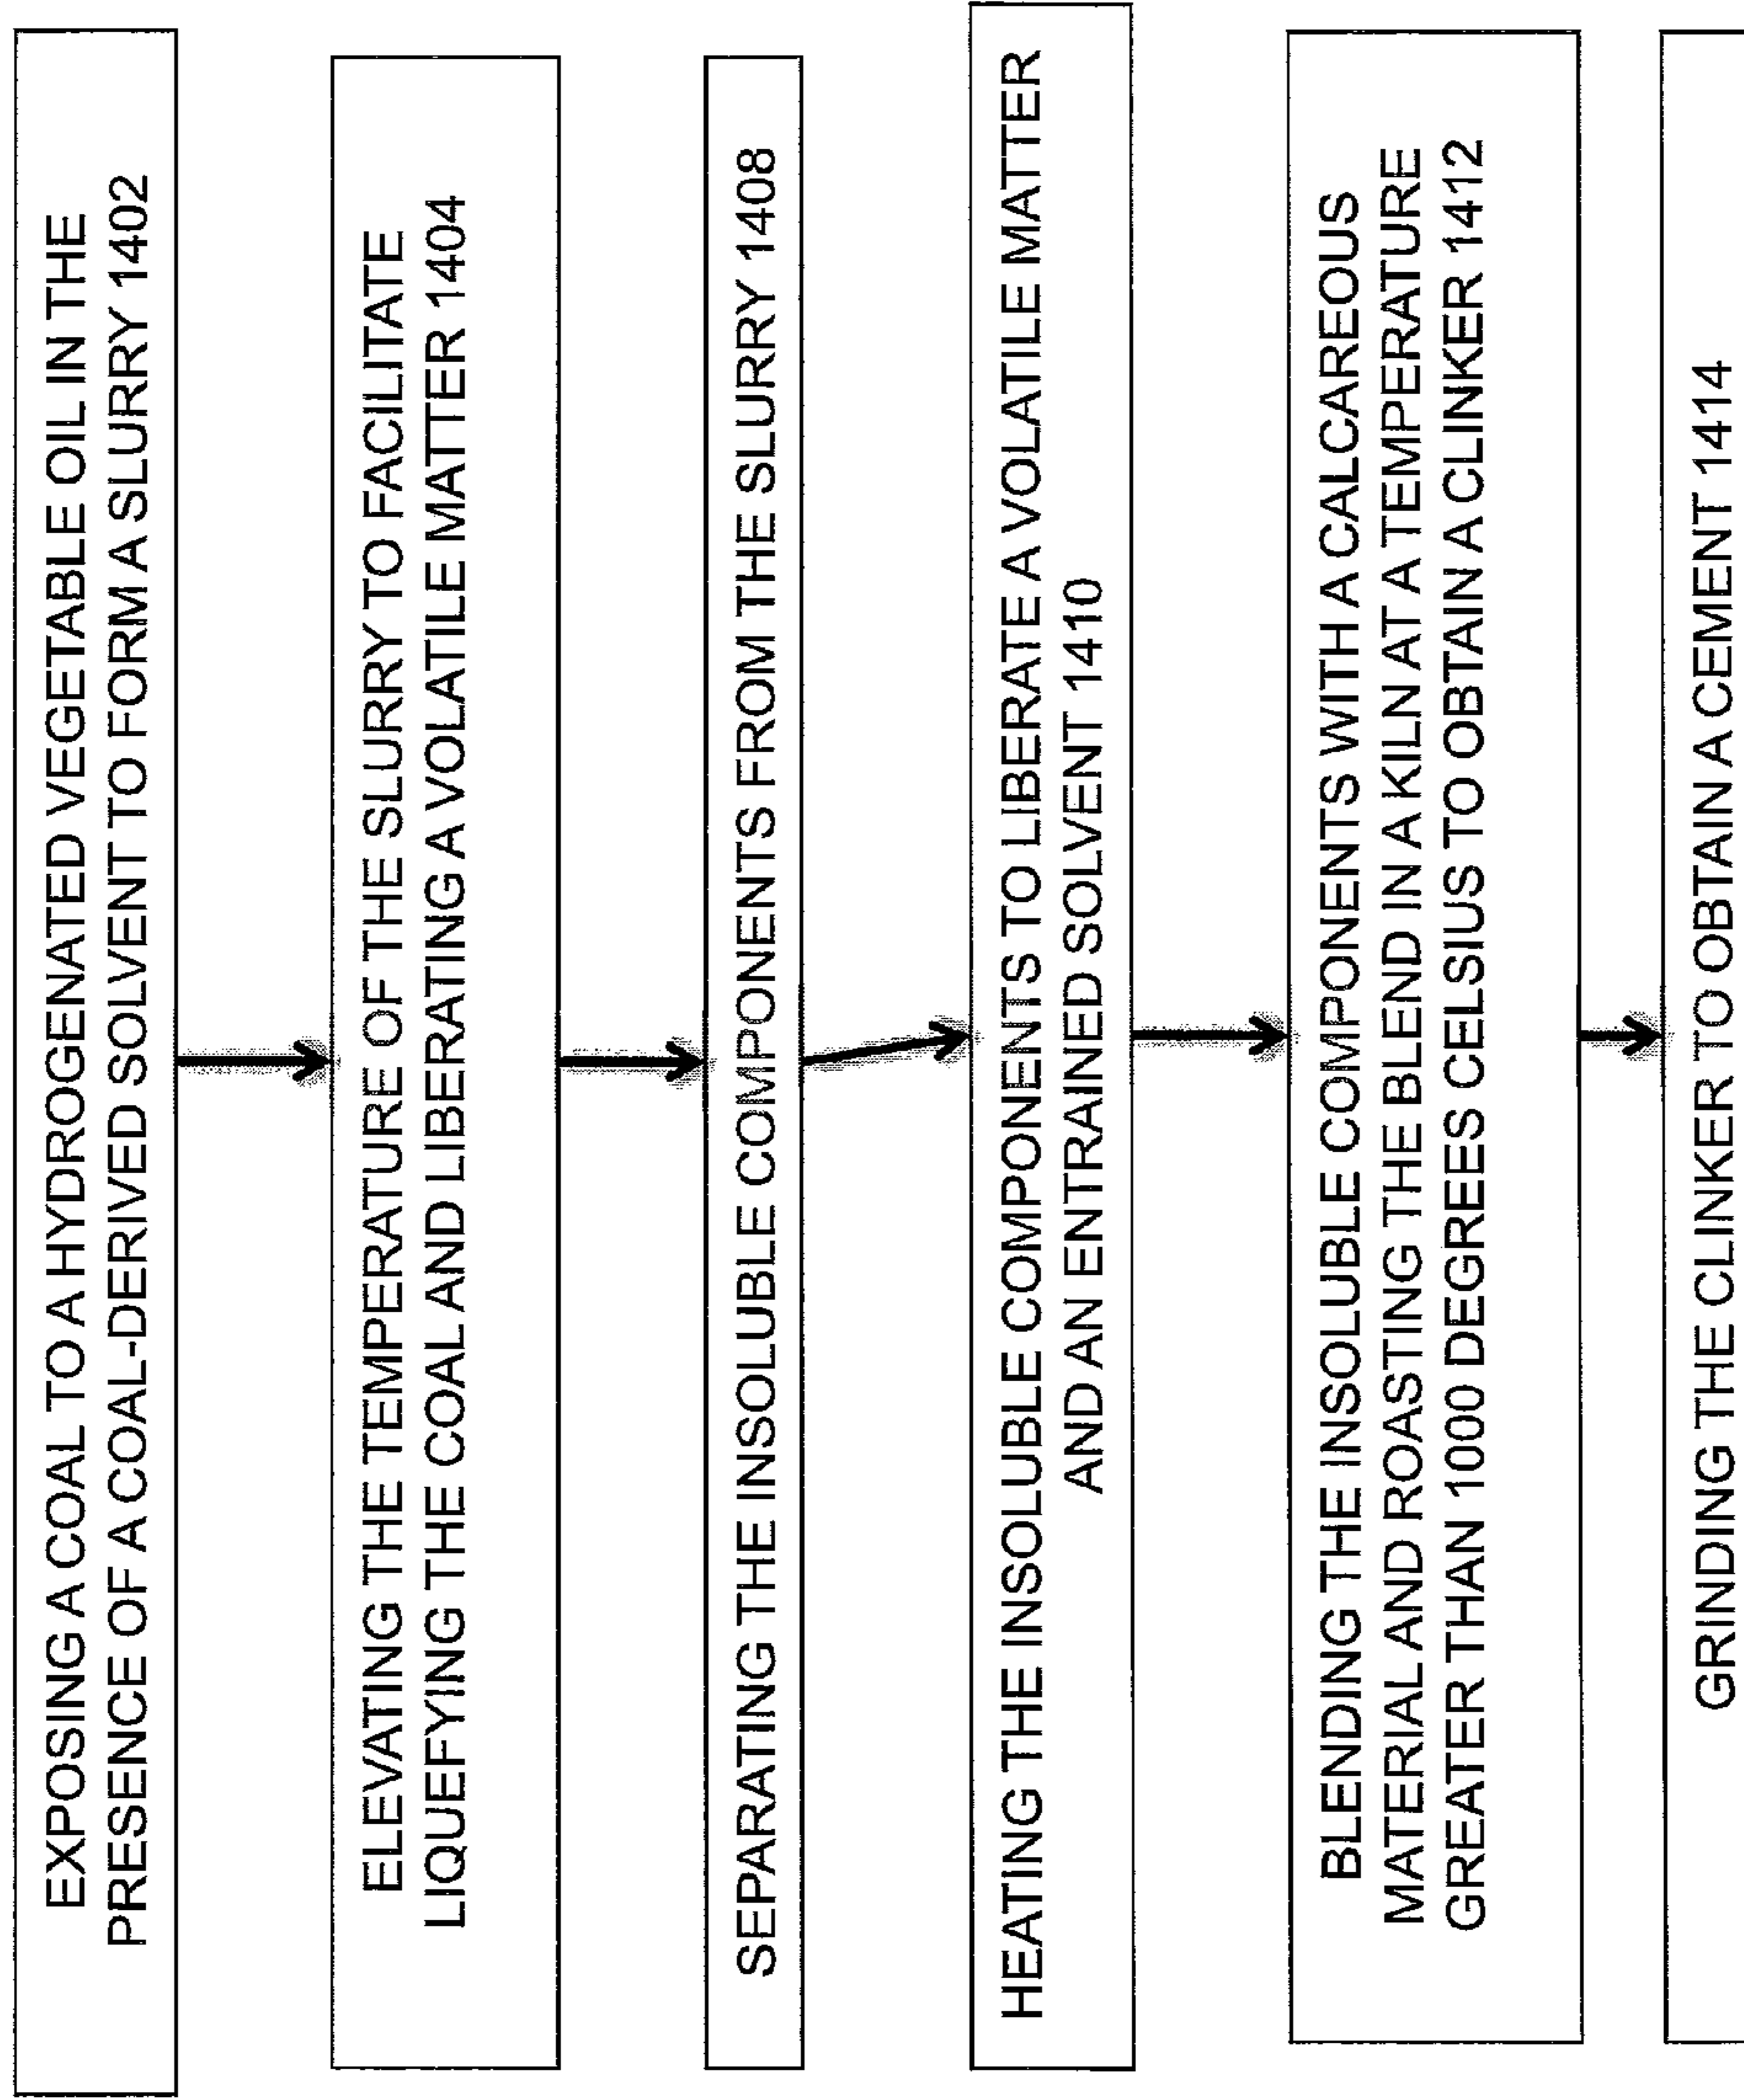 EXPOSING A COAL TO A HYDROGENATED VEGETABLE OIL IN THE
PRESENCE OF A COAL-DERIVED SOLVENT TO FORM A SLURRY 1402
ELEVATING THE TEMPERATURE OF THE SLURRY TO FACILITATE
LIQUEFYING THE COAL AND LIBERATING A VOLATILE MATTER 1404
SEPARATING THE INSOLUBLE COMPONENTS FROM THE SLURRY 1408
HEATING THE INSOLUBLE COMPONENTS TO LIBERATE A VOLATILE MATTER
AND AN ENTRAINED SOLVENT 1410
BLENDING THE INSOLUBLE COMPONENTS WITH A CALCAREOUS
MATERIAL AND ROASTING THE BLEND IN A KILN AT A TEMPERATURE
GREATER THAN 1000 DEGREES CELSIUS TO OBTAIN A CLINKER 1412
GRINDING THE CLINKER TO OBTAIN A CEMENT 1414